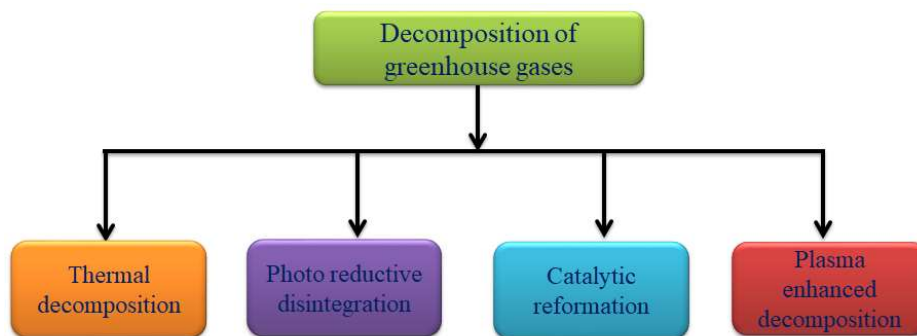 Decomposition of
greenhouse gases
Thermal
decomposition
Photo reductive
disintegration
Catalytic
reformation
Plasma
enhanced
decomposition